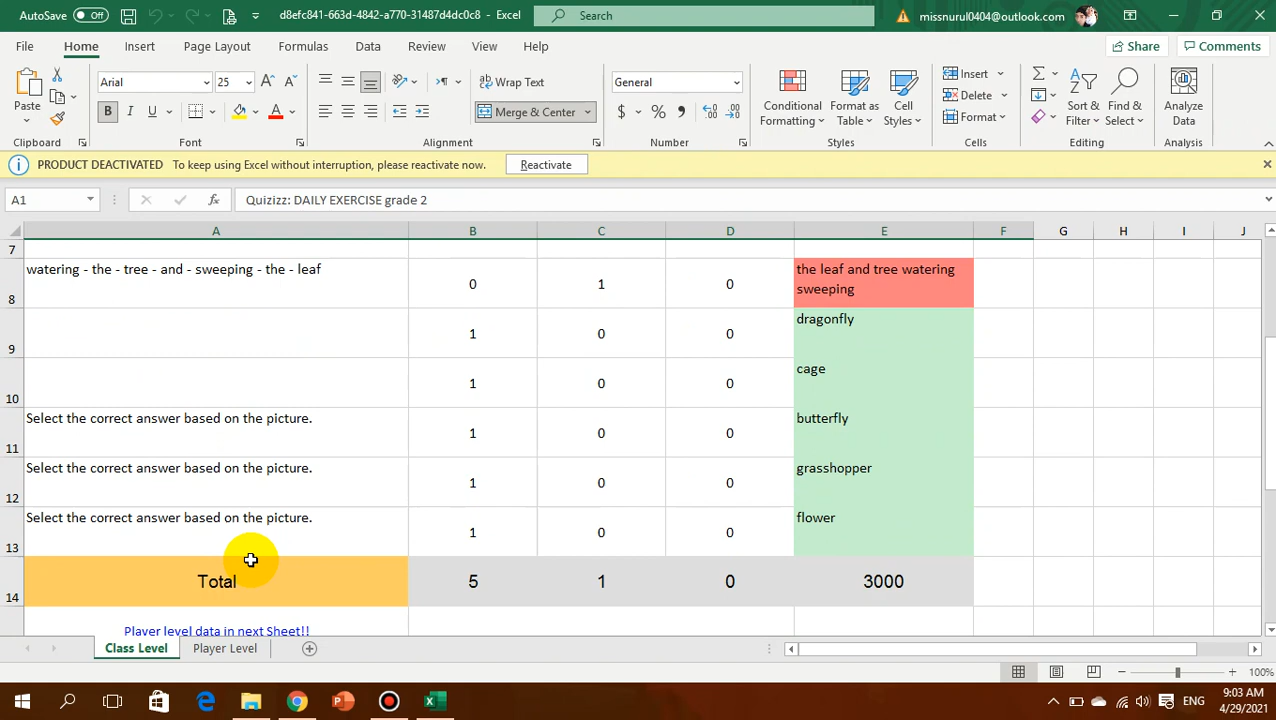 AutoSave Off d8efc841-663d-4842-a770-31487d4dc0c8 - Excel Search missnurul0404@outlook.com
File Home Insert Draw Page Layout Formulas Data Review View Help Share Comments
Paste Arial 25 Wrap Text General Conditional Formatting Format as Table Cell Styles Insert Sort & Filter Find & Select Analyze Data
B I U Merge & Center $ % Delete
Format
Clipboard Font Alignment Number Styles Cells Editing Analysis
PRODUCT DEACTIVATED To keep using Excel without interruption, please reactivate now. Reactivate
A1 fx Quizizz: DAILY EXERCISE grade 2
A B C D E F G H I J
7
8 watering - the - tree - and - sweeping - the - leaf 0 1 0 the leaf and tree watering
sweeping
9 1 0 0 dragonfly
10 1 0 0 cage
11 Select the correct answer based on the picture. 1 0 0 butterfly
12 Select the correct answer based on the picture. 1 0 0 grasshopper
13 Select the correct answer based on the picture. 1 0 0 flower
14 Total 5 1 0 3000
Player level data in next Sheet!!
Class Level Player Level
100%
ENG 9:03 AM
4/29/2021